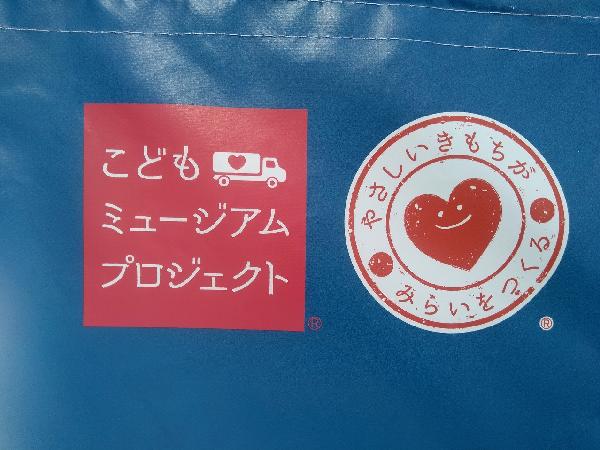 こども
ミュージアム
プロジェクト
®
やさしいきもちが
みらいをつくる
®